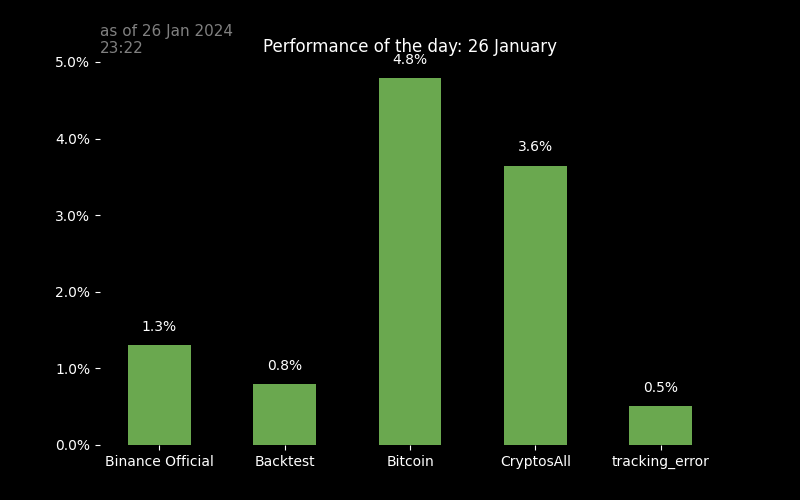 as of 26 Jan 2024
23:22
Performance of the day: 26 January
5.0%
4.0%
3.0%
2.0%
1.0%
0.0%
1.3%
0.8%
4.8%
3.6%
0.5%
Binance Official
Backtest
Bitcoin
CryptosAll
tracking_error